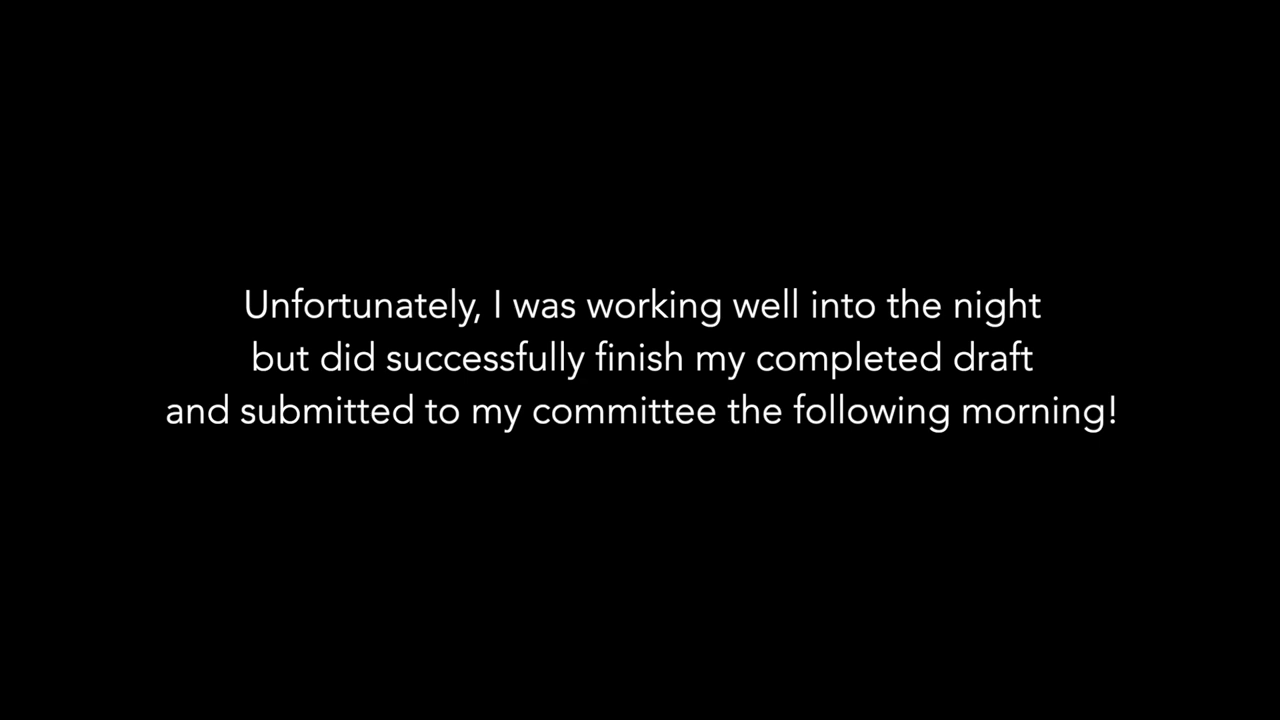 Unfortunately, I was working well into the night
but did successfully finish my completed draft
and submitted to my committee the following morning!